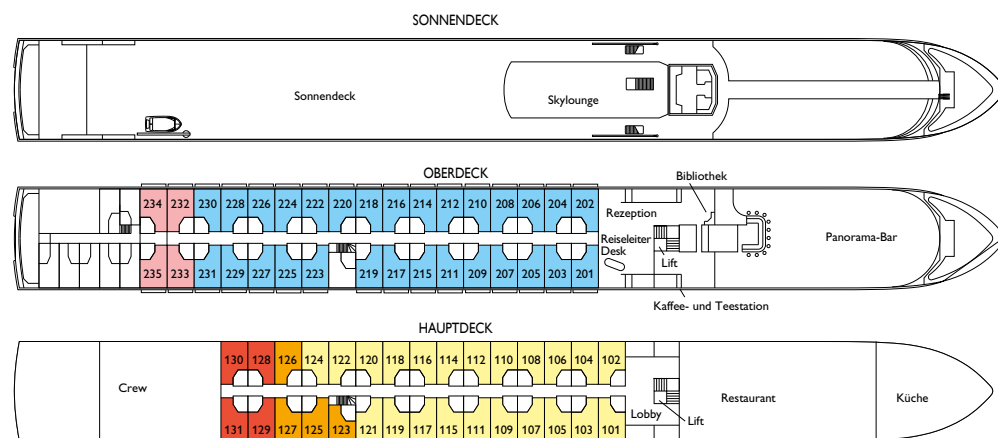 SONNENDECK
Sonnendeck
Skylounge
OBERDECK
Bibliothek
234 232 230 228 226 224 222 220 218 216 214 212 210 208 206 204 202
Rezeption
Reiseleiter
Desk
Lift
Panorama-Bar
235 233 231 229 227 225 223 219 217 215 211 209 207 205 203 201
Kaffee- und Teestation
HAUPTDECK
130 128 126 124 122 120 118 116 114 112 110 108 106 104 102
Crew
Lobby
Lift
Restaurant
Küche
131 129 127 125 123 121 119 117 115 111 109 107 105 103 101